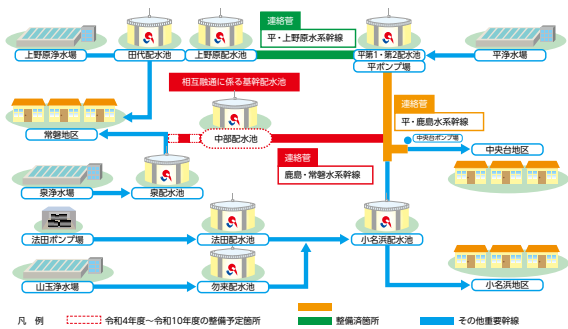 連絡管
平・上野原水系幹線
上野原浄水場
田代配水池
上野原配水池
平第1・第2配水池
平浄水場
平ポンプ場
相互融通に係る基幹配水池
連絡管
平・鹿島水系幹線
常磐地区
中部配水池
中央台ポンプ場
中央台地区
連絡管
鹿島・常磐水系幹線
泉浄水場
泉配水池
法田ポンプ場
法田配水池
小名浜配水池
山玉浄水場
勿来配水池
小名浜地区
凡 例
令和4年度~令和10年度の整備予定箇所
整備済箇所
その他重要幹線